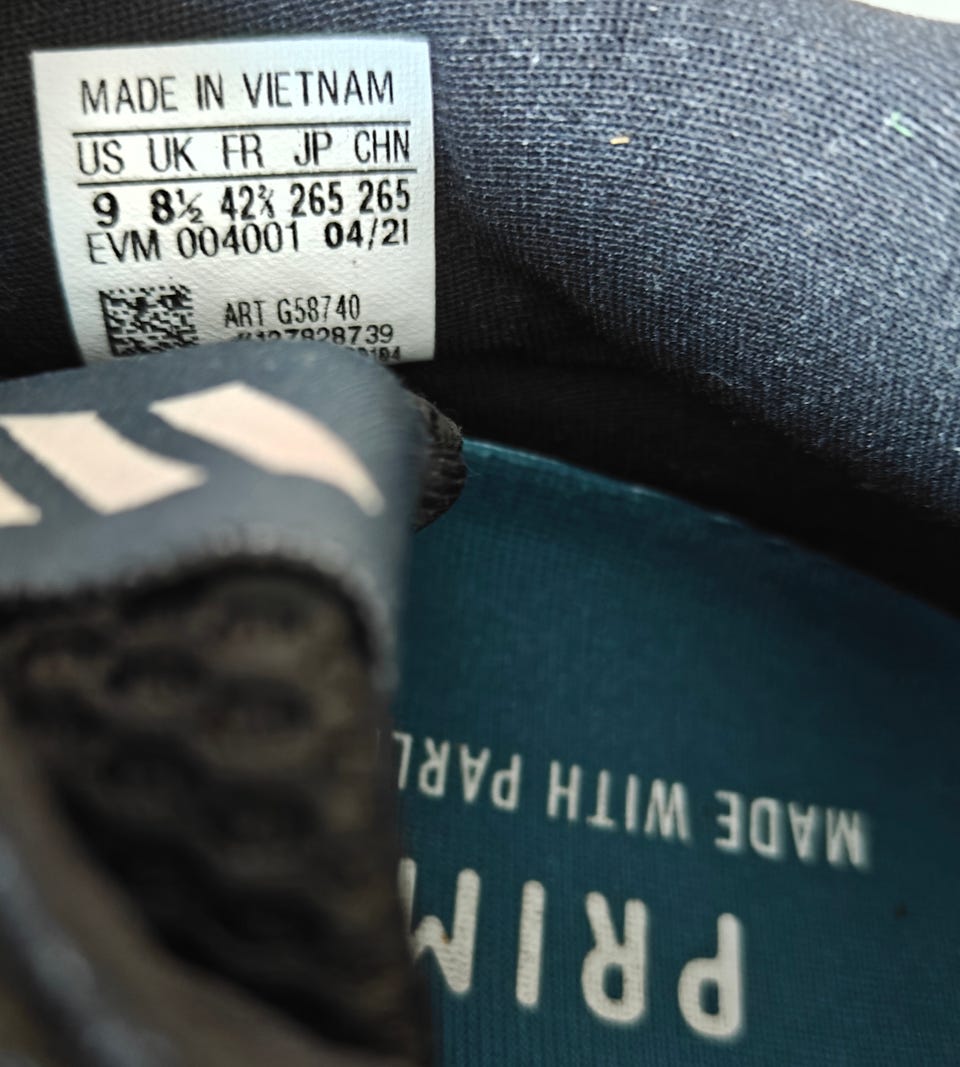 MADE IN VIETNAM
US UK FR JP CHN
9 8½ 42⅔ 265 265
EVM 004001 04/21
ART G58740
MADE WITH PARL
PRIM